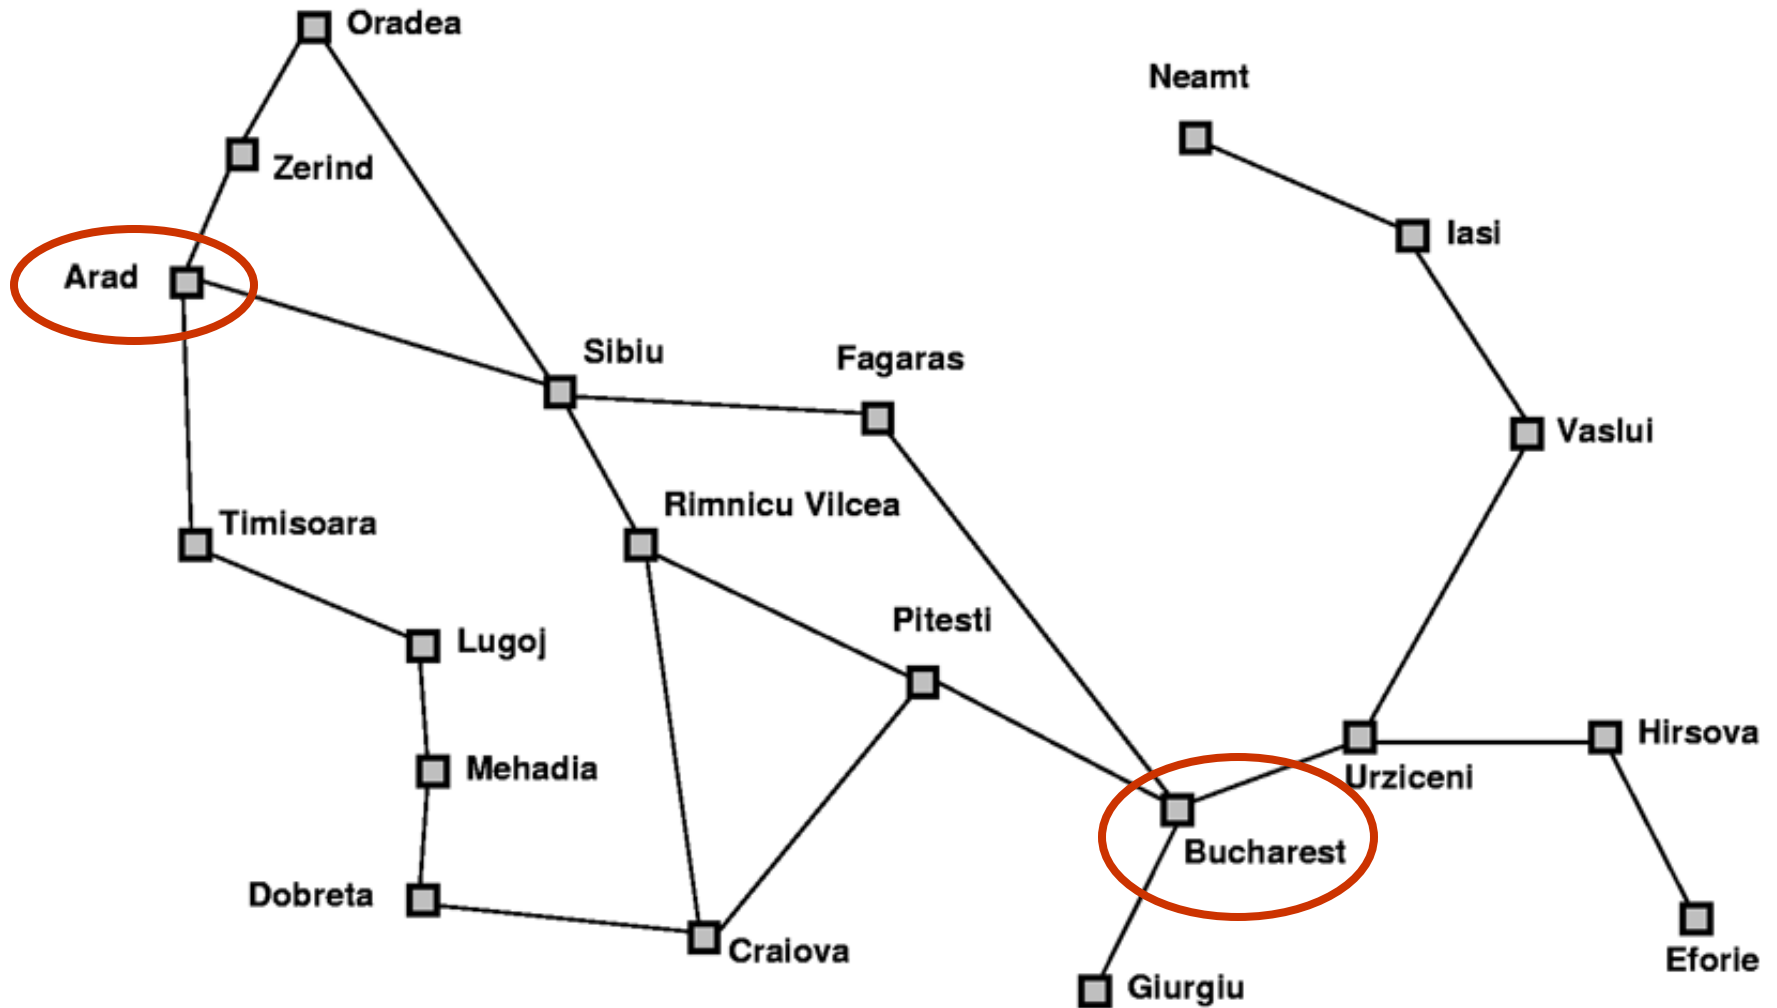 Oradea
Neamt
Zerind
Iasi
Arad
Sibiu
Fagaras
Vaslui
Rimnicu Vilcea
Timisoara
Pitesti
Lugoj
Hirsova
Mehadia
Urziceni
Bucharest
Dobreta
Craiova
Eforie
Giurgiu